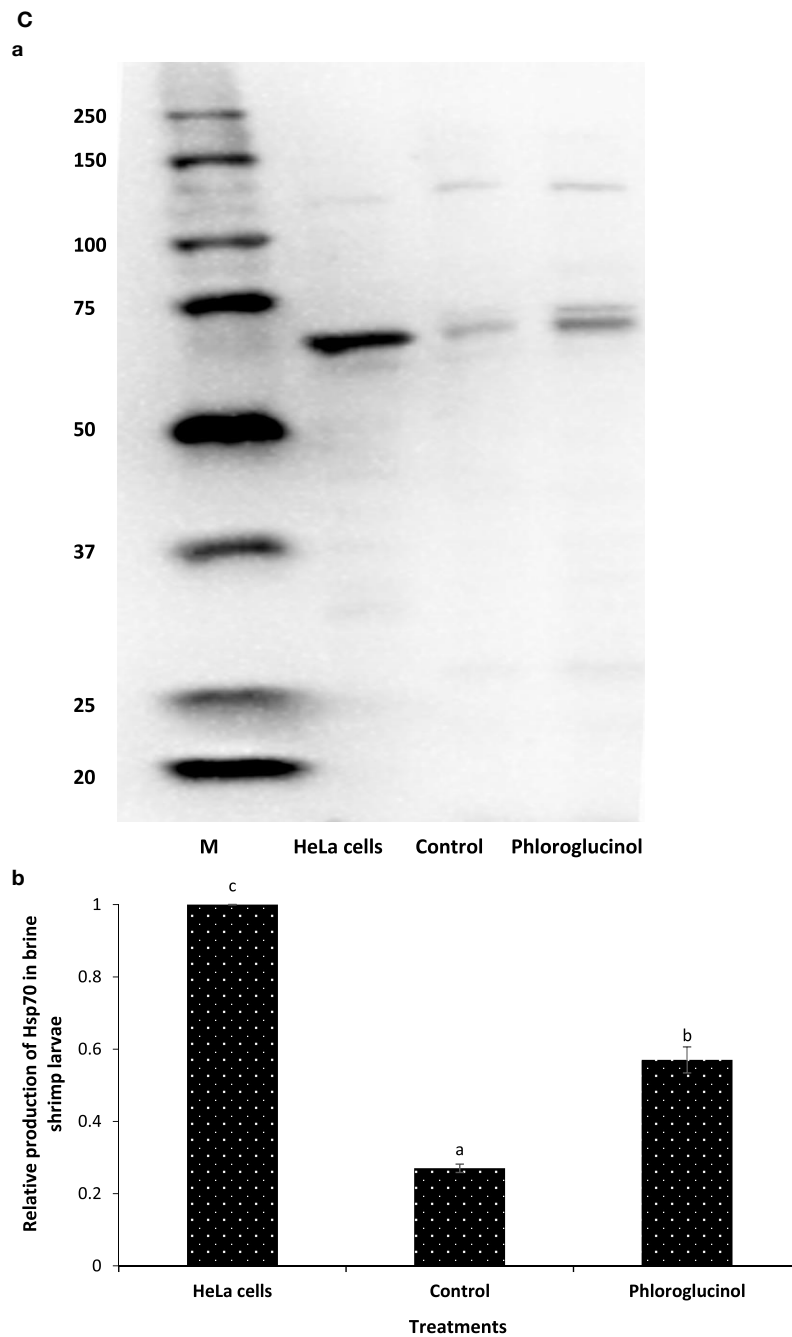 C
a
250
150
100
75
50
37
25
20
M HeLa cells Control Phloroglucinol
b
Relative production of Hsp70 in brine
shrimp larvae
1
0.8
0.6
0.4
0.2
0
c
a
b
HeLa cells Control Phloroglucinol
Treatments